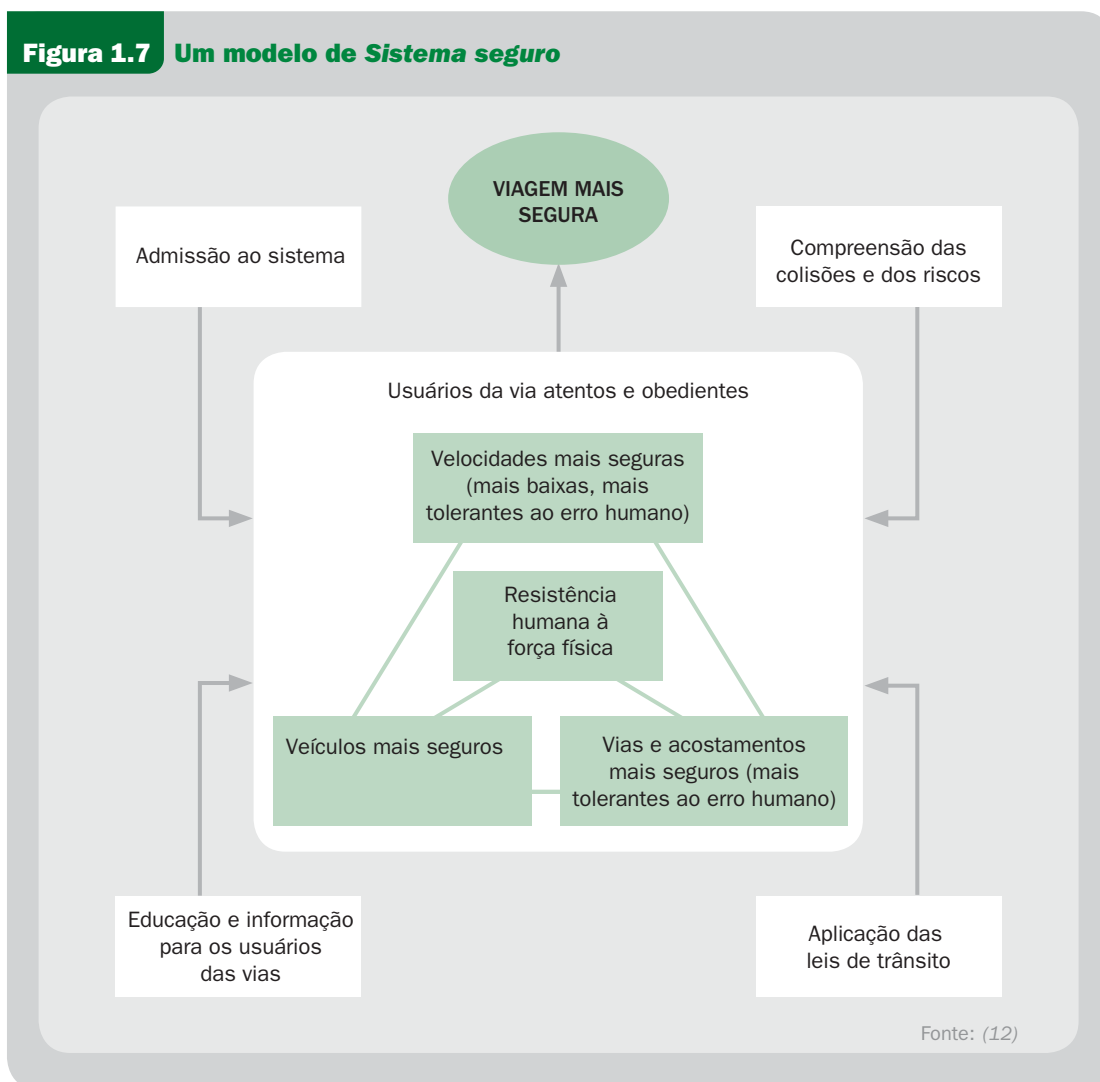 Figura 1.7 Um modelo de Sistema seguro
VIAGEM MAIS
SEGURA
Admissão ao sistema
Compreensão das
colisões e dos riscos
Usuários da via atentos e obedientes
Velocidades mais seguras
(mais baixas, mais
tolerantes ao erro humano)
Resistência
humana à
força física
Veículos mais seguros
Vias e acostamentos
mais seguros (mais
tolerantes ao erro humano)
Educação e informação
para os usuários
das vias
Aplicação das
leis de trânsito
Fonte: (12)